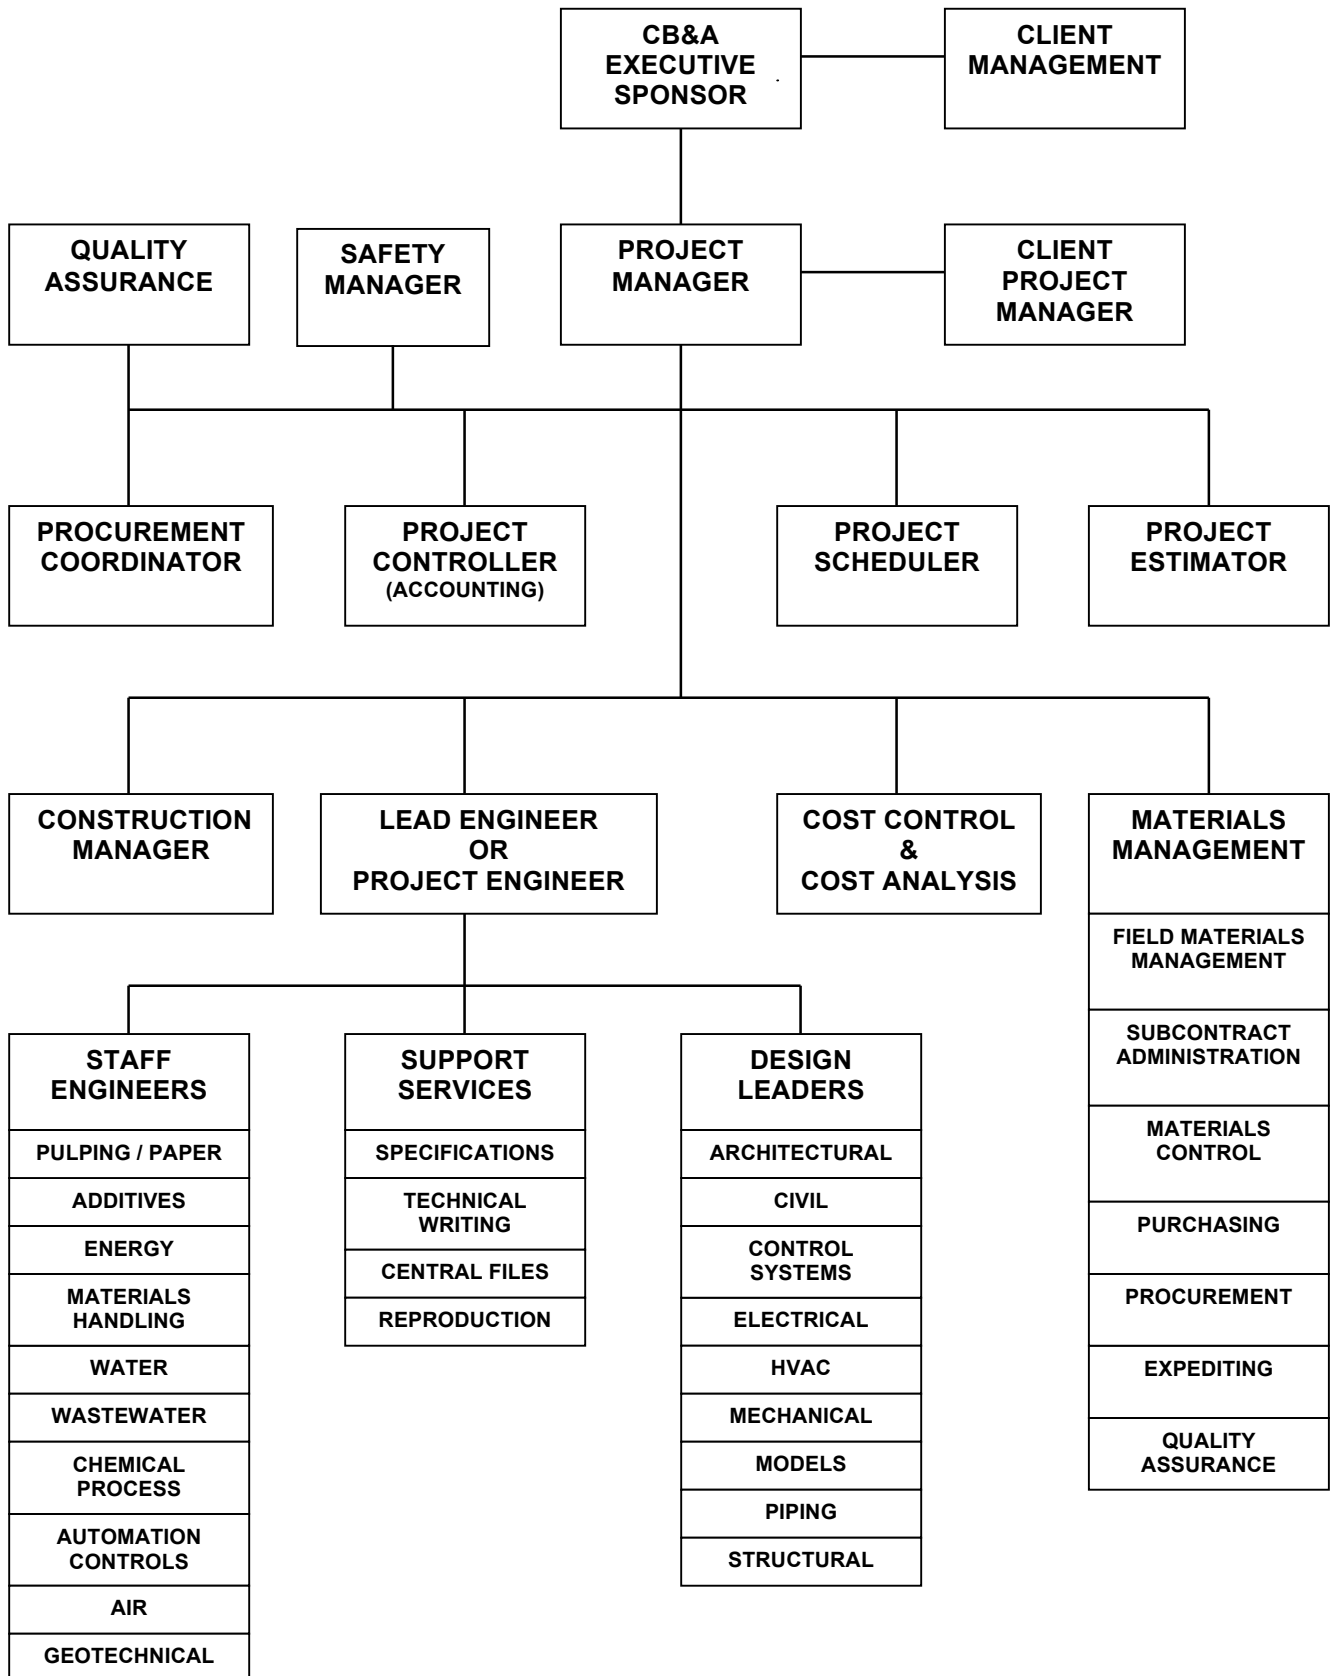 CB&A
EXECUTIVE
SPONSOR
CLIENT
MANAGEMENT
QUALITY
ASSURANCE
SAFETY
MANAGER
PROJECT
MANAGER
CLIENT
PROJECT
MANAGER
PROCUREMENT
COORDINATOR
PROJECT
CONTROLLER
(ACCOUNTING)
PROJECT
SCHEDULER
PROJECT
ESTIMATOR
CONSTRUCTION
MANAGER
LEAD ENGINEER
OR
PROJECT ENGINEER
COST CONTROL
&
COST ANALYSIS
MATERIALS
MANAGEMENT
FIELD MATERIALS
MANAGEMENT
SUBCONTRACT
ADMINISTRATION
MATERIALS
CONTROL
PURCHASING
PROCUREMENT
EXPEDITING
QUALITY
ASSURANCE
STAFF
ENGINEERS
PULPING / PAPER
ADDITIVES
ENERGY
MATERIALS
HANDLING
WATER
WASTEWATER
CHEMICAL
PROCESS
AUTOMATION
CONTROLS
AIR
GEOTECHNICAL
SUPPORT
SERVICES
SPECIFICATIONS
TECHNICAL
WRITING
CENTRAL FILES
REPRODUCTION
DESIGN
LEADERS
ARCHITECTURAL
CIVIL
CONTROL
SYSTEMS
ELECTRICAL
HVAC
MECHANICAL
MODELS
PIPING
STRUCTURAL